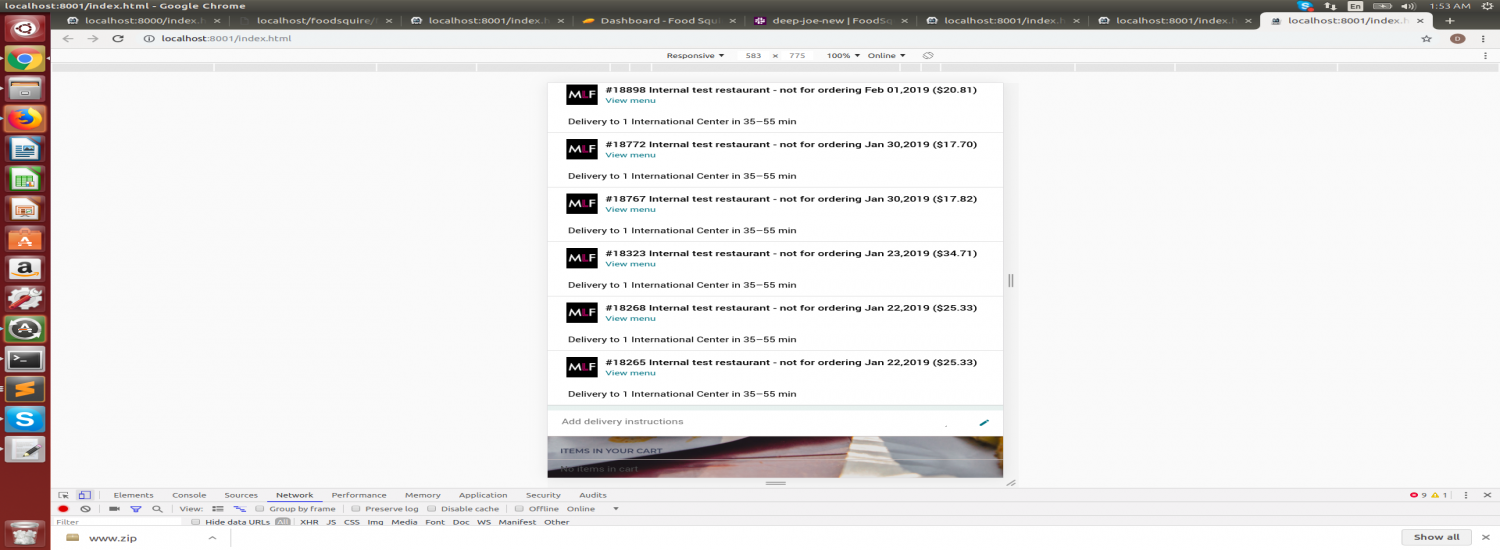 localhost:8001/index.html - Google Chrome
En
1:53 AM
localhost:8000/index.h
localhost/foodsquire/
localhost:8001/index.h
Dashboard - Food Squ
deep-joe-new | FoodSq
localhost:8001/index.h
localhost:8001/index.h
localhost:8001/index.h
localhost:8001/index.html
D
Responsive
583 × 775
100%
Online
MLF
#18898 Internal test restaurant - not for ordering Feb 01,2019 ($20.81)
View menu
Delivery to 1 International Center in 35–55 min
MLF
#18772 Internal test restaurant - not for ordering Jan 30,2019 ($17.70)
View menu
Delivery to 1 International Center in 35–55 min
MLF
#18767 Internal test restaurant - not for ordering Jan 30,2019 ($17.82)
View menu
Delivery to 1 International Center in 35–55 min
MLF
#18323 Internal test restaurant - not for ordering Jan 23,2019 ($34.71)
View menu
Delivery to 1 International Center in 35–55 min
MLF
#18268 Internal test restaurant - not for ordering Jan 22,2019 ($25.33)
View menu
Delivery to 1 International Center in 35–55 min
MLF
#18265 Internal test restaurant - not for ordering Jan 22,2019 ($25.33)
View menu
Delivery to 1 International Center in 35–55 min
Add delivery instructions
ITEMS IN YOUR CART
No items in cart
Elements Console Sources Network Performance Memory Application Security Audits 9 1
View: Group by frame Preserve log Disable cache Offline Online
Filter Hide data URLs All XHR JS CSS Img Media Font Doc WS Manifest Other
www.zip
Show all